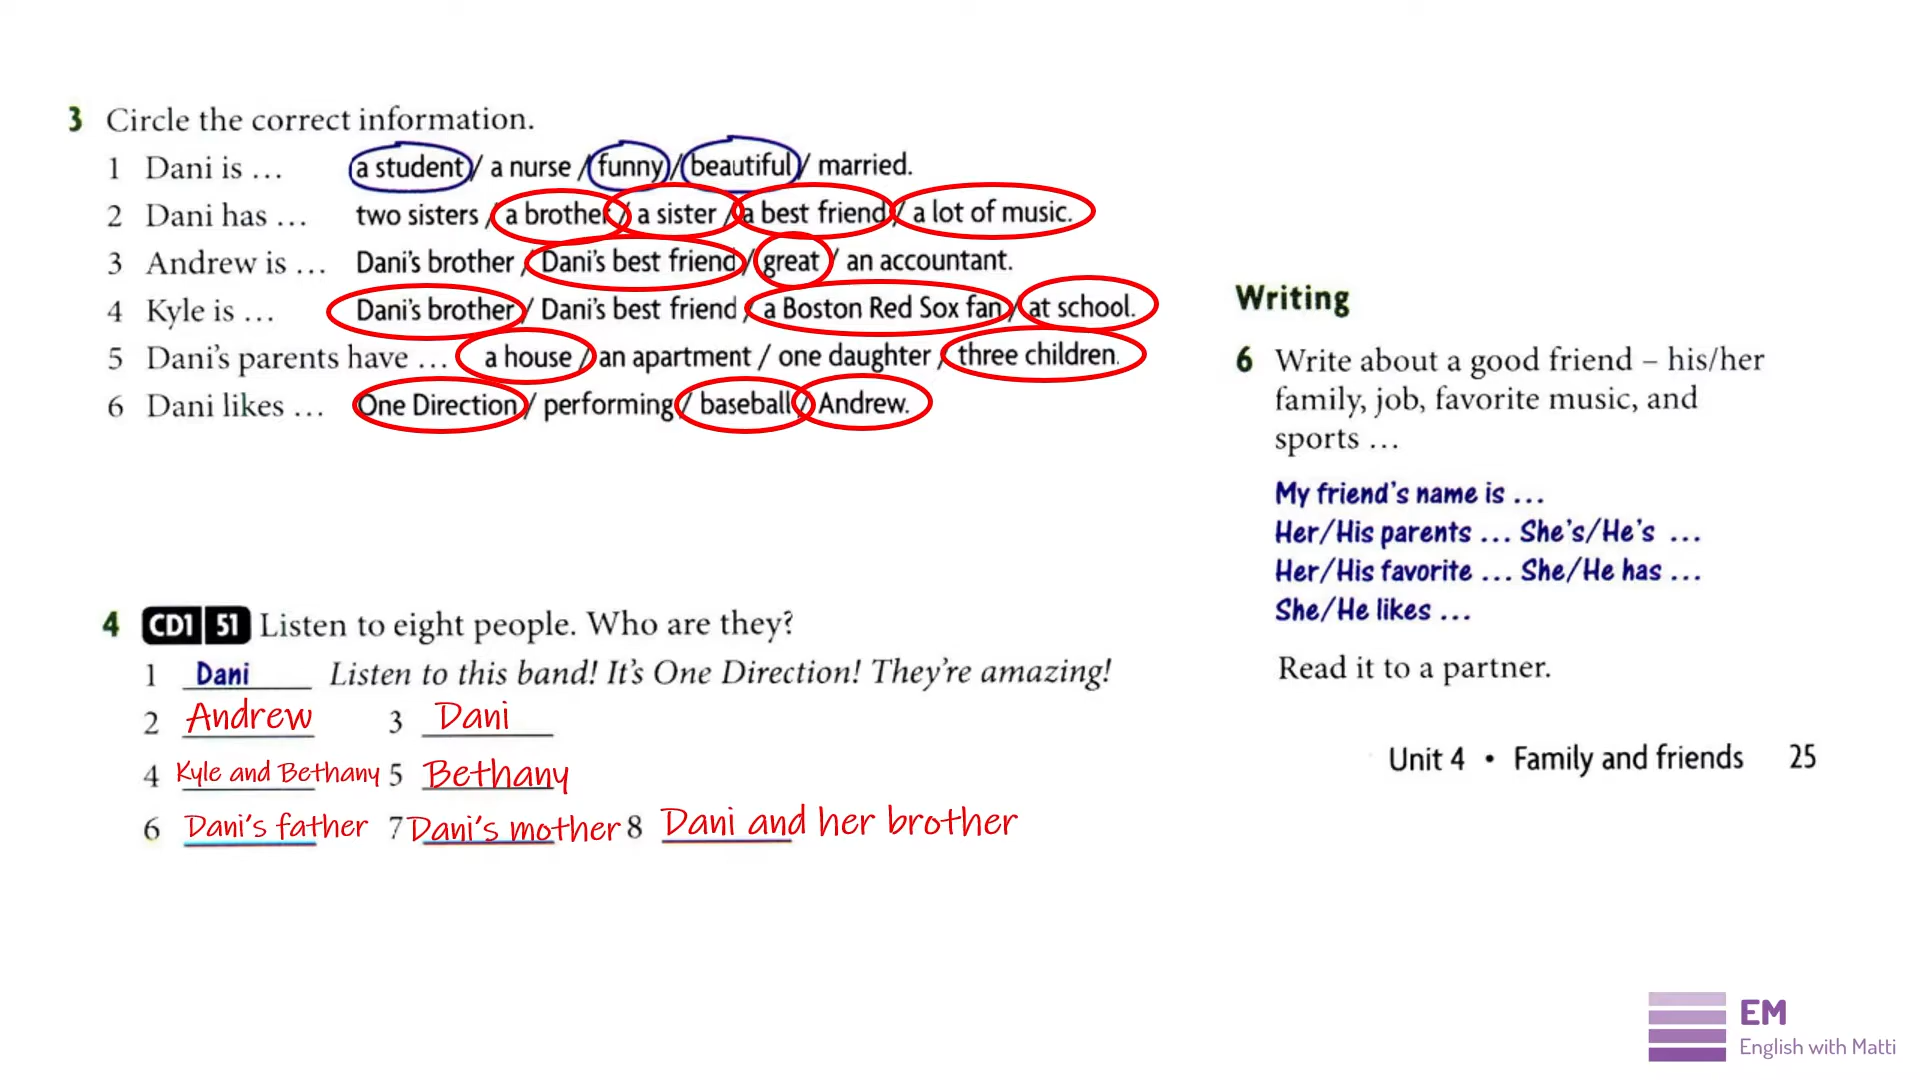 3 Circle the correct information.
1 Dani is … a student / a nurse / funny / beautiful / married.
2 Dani has … two sisters / a brother / a sister / a best friend / a lot of music.
3 Andrew is … Dani's brother / Dani's best friend / great / an accountant.
4 Kyle is … Dani's brother / Dani's best friend / a Boston Red Sox fan / at school.
5 Dani's parents have … a house / an apartment / one daughter / three children.
6 Dani likes … One Direction / performing / baseball / Andrew.
4 CD1 51 Listen to eight people. Who are they?
1 Dani Listen to this band! It's One Direction! They're amazing!
2 Andrew 3 Dani
4 Kyle and Bethany 5 Bethany
6 Dani's father 7 Dani's mother 8 Dani and her brother
Writing
6 Write about a good friend – his/her
family, job, favorite music, and
sports …
My friend's name is …
Her/His parents … She's/He's …
Her/His favorite … She/He has …
She/He likes …
Read it to a partner.
Unit 4 • Family and friends 25
EM
English with Matti